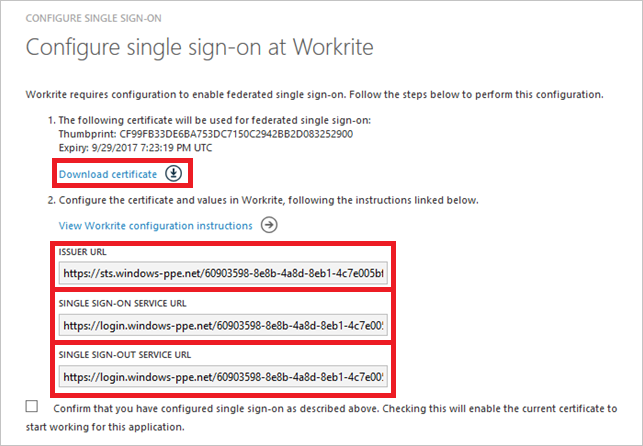 CONFIGURE SINGLE SIGN-ON
Configure single sign-on at Workrite
Workrite requires configuration to enable federated single sign-on. Follow the steps below to perform this configuration.
1. The following certificate will be used for federated single sign-on:
Thumbprint: CF99FB33DE6BA753DC7150C2942BB2D083252900
Expiry: 9/29/2017 7:23:19 PM UTC
Download certificate
2. Configure the certificate and values in Workrite, following the instructions linked below.
View Workrite configuration instructions
ISSUER URL
https://sts.windows-ppe.net/60903598-8e8b-4a8d-8eb1-4c7e005bf
SINGLE SIGN-ON SERVICE URL
https://login.windows-ppe.net/60903598-8e8b-4a8d-8eb1-4c7e005
SINGLE SIGN-OUT SERVICE URL
https://login.windows-ppe.net/60903598-8e8b-4a8d-8eb1-4c7e005
Confirm that you have configured single sign-on as described above. Checking this will enable the current certificate to
start working for this application.